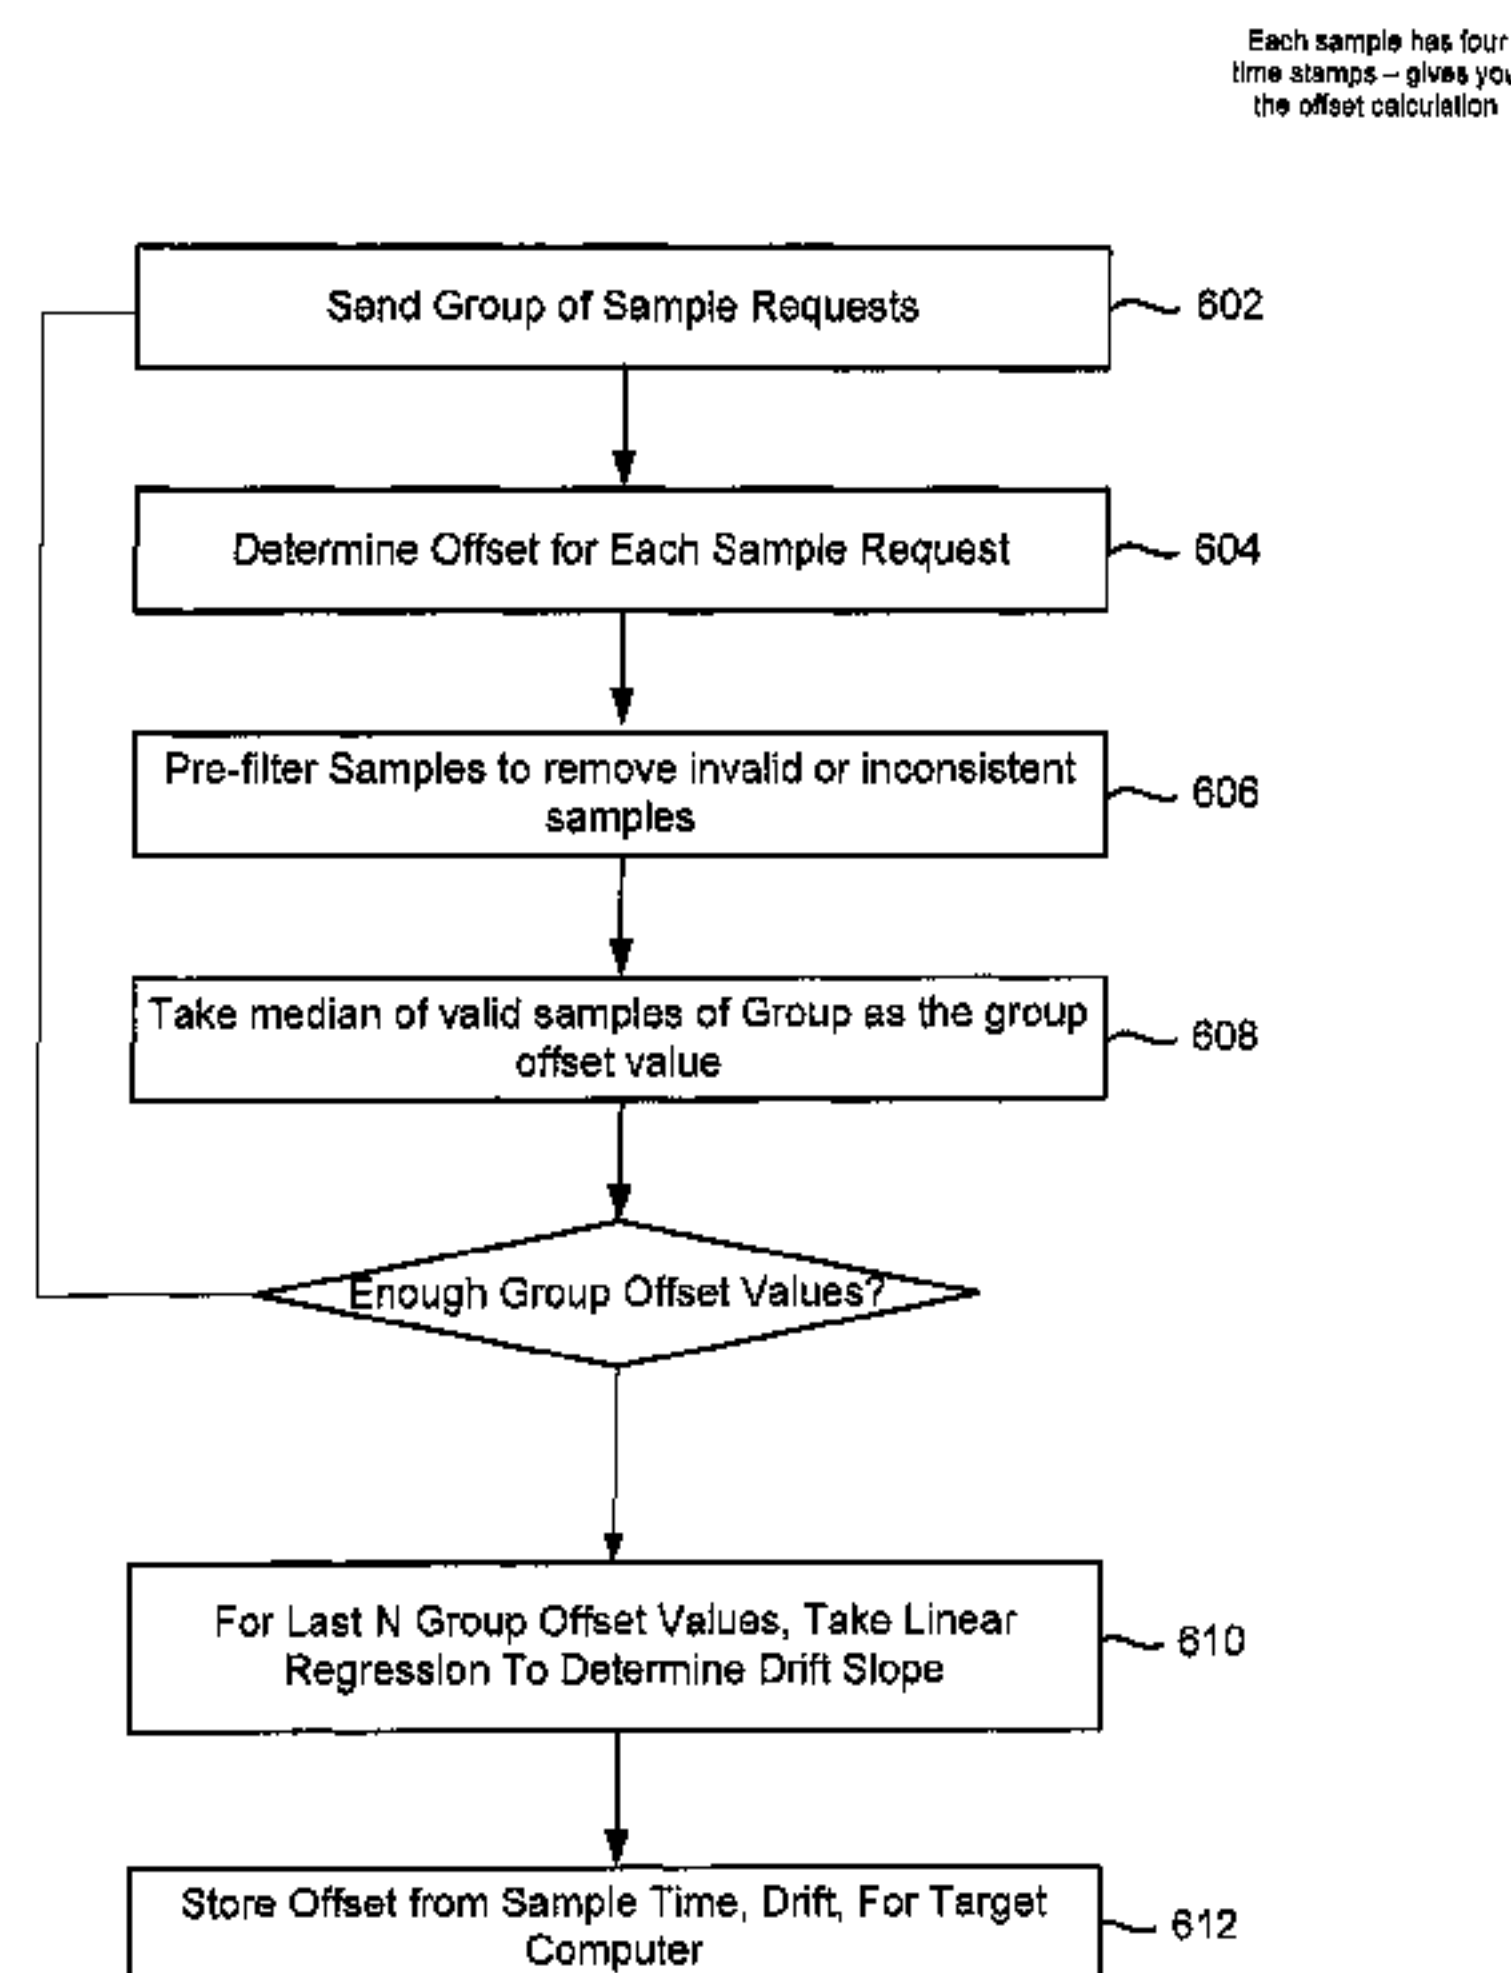 Each sample has four
time stamps – gives you
the offset calculation
Send Group of Sample Requests
602
Determine Offset for Each Sample Request
604
Pre-filter Samples to remove invalid or inconsistent
samples
606
Take median of valid samples of Group as the group
offset value
608
Enough Group Offset Values?
For Last N Group Offset Values, Take Linear
Regression To Determine Drift Slope
610
Store Offset from Sample Time, Drift, For Target
Computer
612